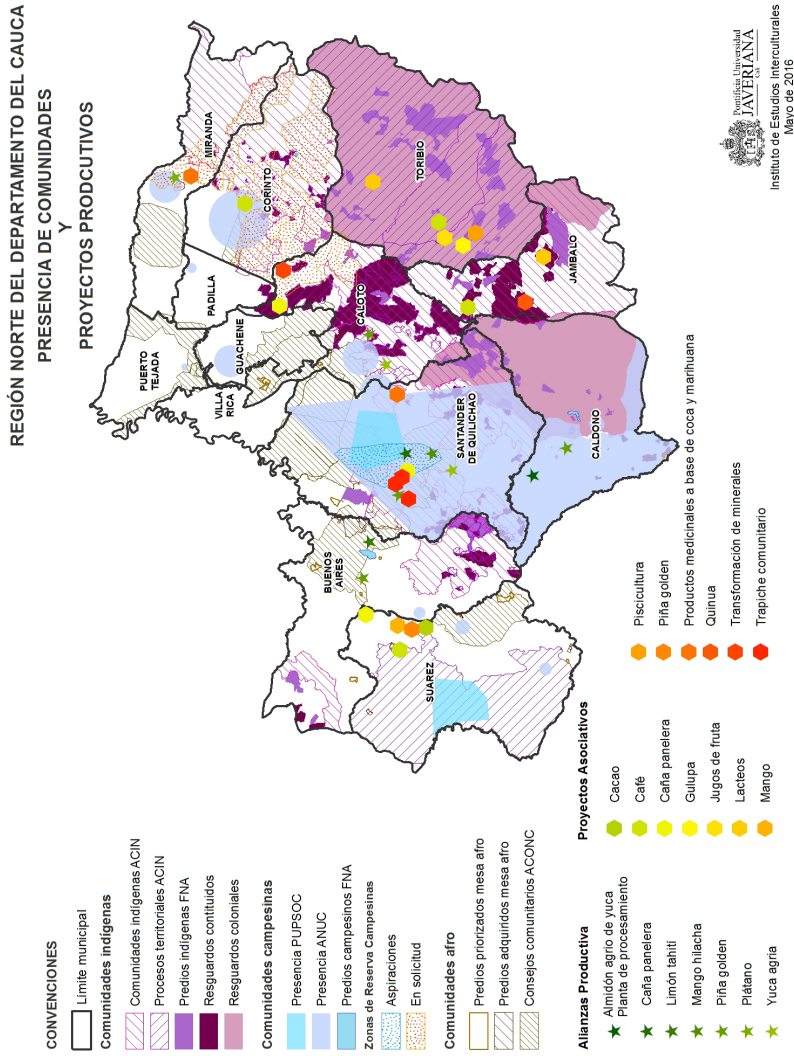 REGIÓN NORTE DEL DEPARTAMENTO DEL CAUCA
PRESENCIA DE COMUNIDADES
Y
PROYECTOS PRODCUTIVOS
MIRANDA
CORINTO
TORIBIO
PADILLA
PUERTO
TEJADA
GUACHENE
VILLA
RICA
CALOTO
JAMBALO
SANTANDER
DE QUILICHAO
CALDONO
BUENOS
AIRES
SUAREZ
Pontificia Universidad
JAVERIANA
Cali
Instituto de Estudios Interculturales
Mayo de 2016
CONVENCIONES
Límite municipal
Comunidades indígenas
Comunidades indígenas ACIN
Procesos territoriales ACIN
Predios indígenas FNA
Resguardos contituidos
Resguardos coloniales
Comunidades campesinas
Presencia PUPSOC
Presencia ANUC
Predios campesinos FNA
Zonas de Reserva Campesinas
Aspiraciones
En solicitud
Comunidades afro
Predios priorizados mesa afro
Predios adquiridos mesa afro
Consejos comunitarios ACONC
Alianzas Productiva
Almidón agrio de yuca
Planta de procesamiento
Caña panelera
Limón tahití
Mango hilacha
Piña golden
Plátano
Yuca agria
Proyectos Asociativos
Cacao
Café
Caña panelera
Gulupa
Jugos de fruta
Lacteos
Mango
Piscicultura
Piña golden
Productos medicinales a base de coca y marihuana
Quinua
Transformación de minerales
Trapiche comunitario